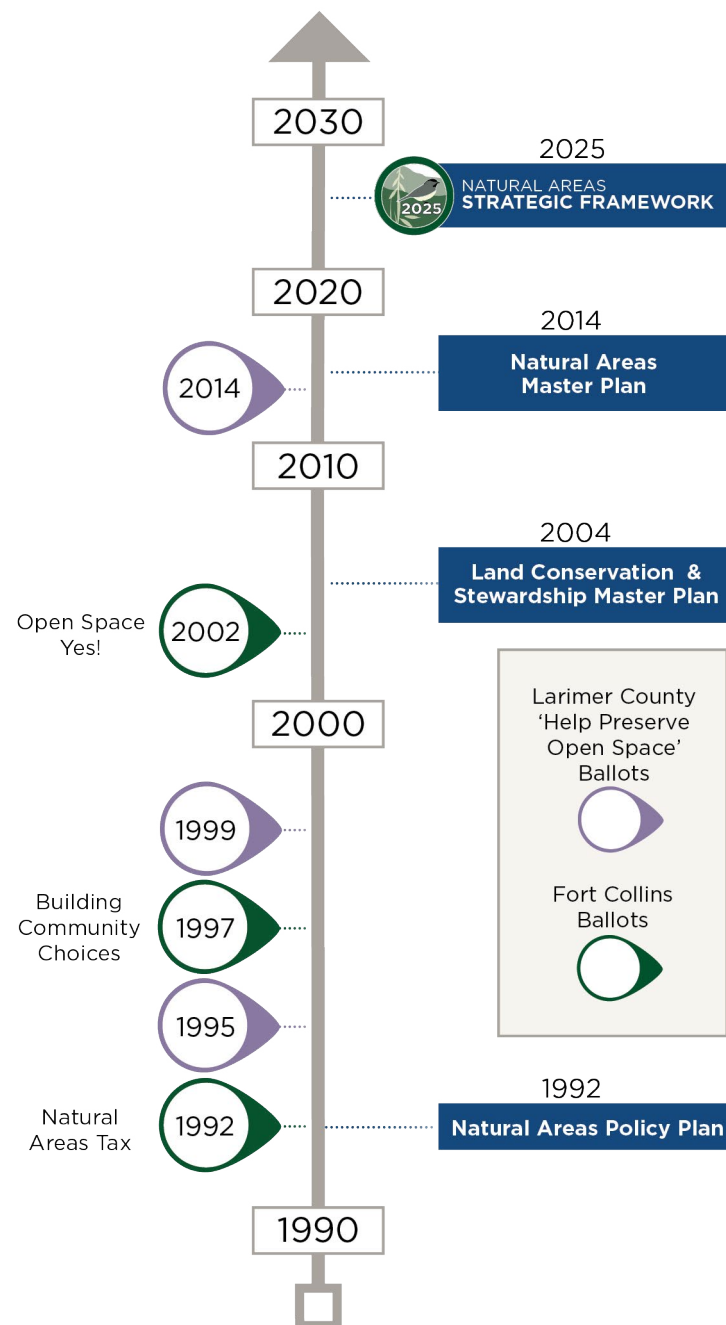 2030
2025
2025
NATURAL AREAS
STRATEGIC FRAMEWORK
2020
2014
Natural Areas
Master Plan
2014
2010
2004
Land Conservation &
Stewardship Master Plan
Open Space
Yes!
2002
2000
Larimer County
‘Help Preserve
Open Space’
Ballots
Fort Collins
Ballots
1999
Building
Community
Choices
1997
1995
1992
Natural Areas Policy Plan
Natural
Areas Tax
1992
1990